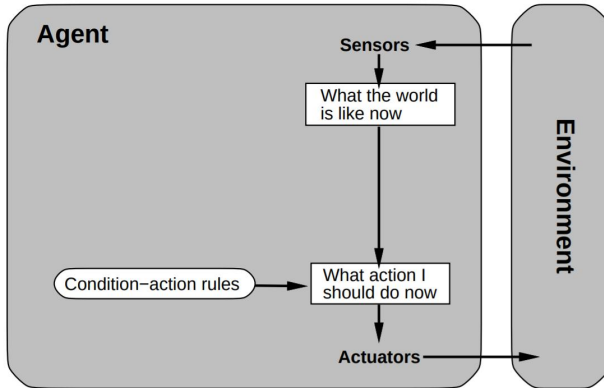 Agent
Sensors
What the world
is like now
Environment
Condition−action rules
What action I
should do now
Actuators